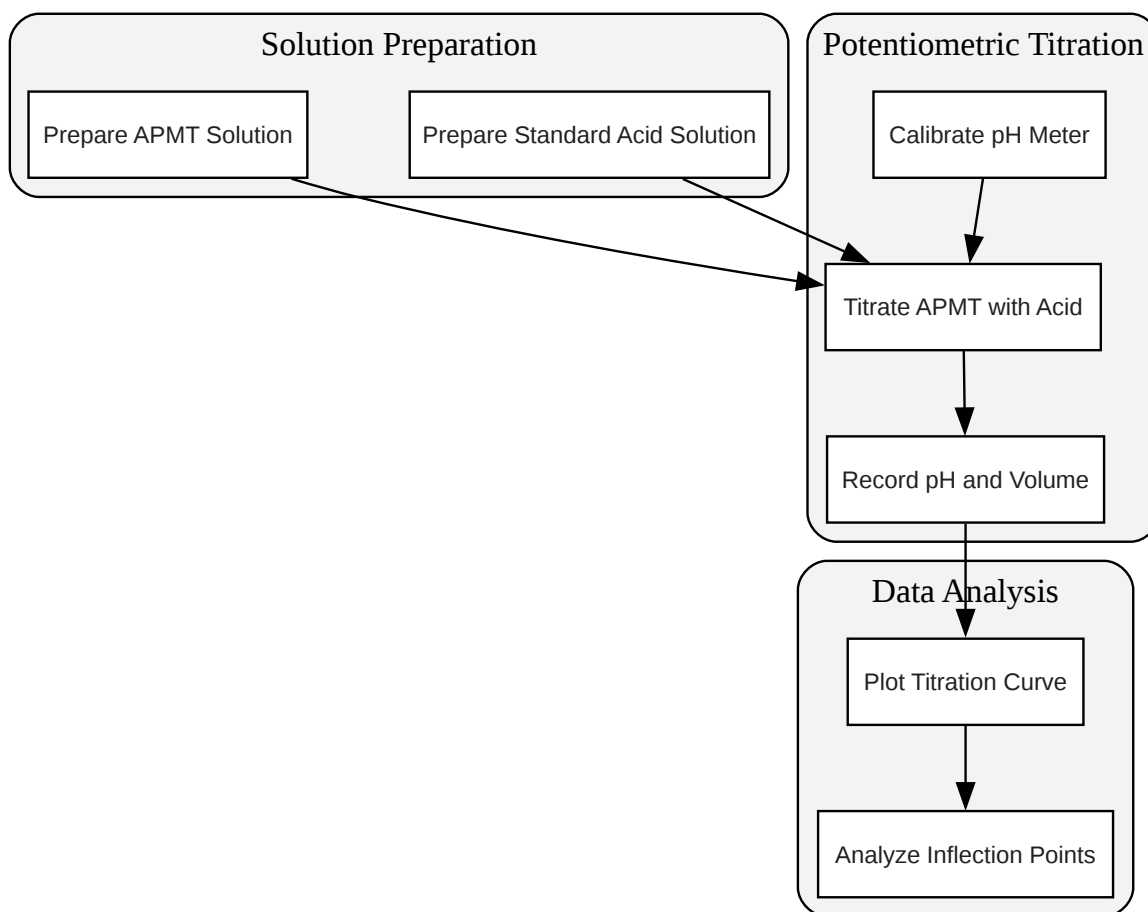 Solution Preparation
Prepare APMT Solution
Prepare Standard Acid Solution
Potentiometric Titration
Calibrate pH Meter
Titrate APMT with Acid
Record pH and Volume
Data Analysis
Plot Titration Curve
Analyze Inflection Points